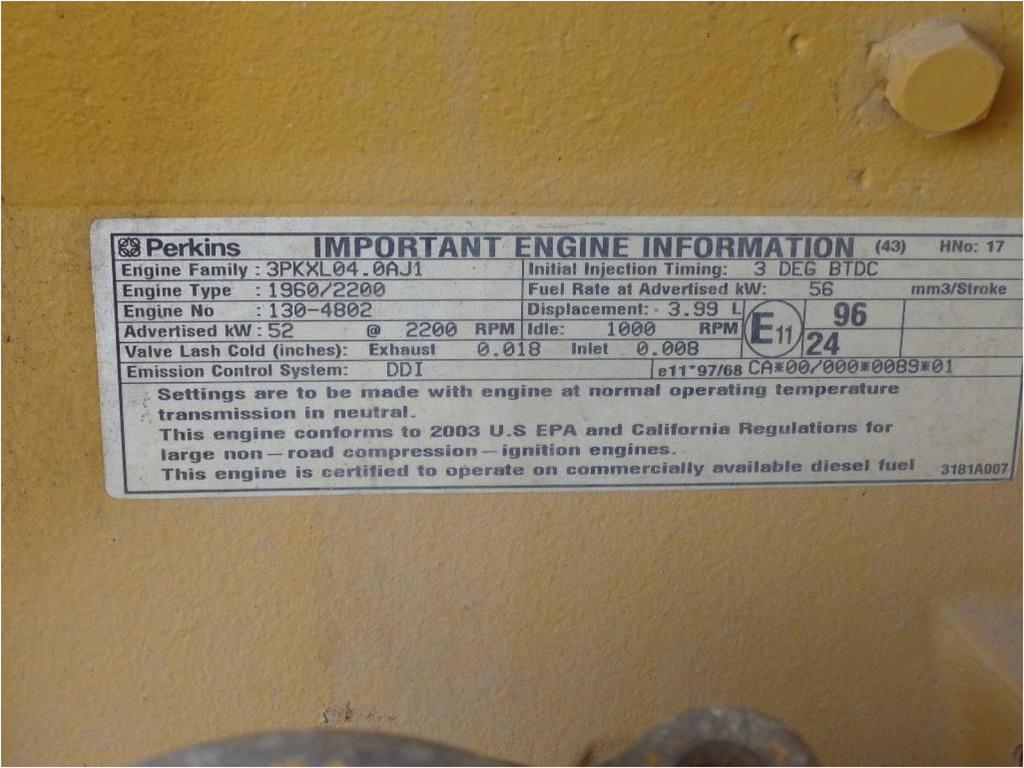 Perkins IMPORTANT ENGINE INFORMATION (43) HNo: 17
Engine Family : 3PKXL04.0AJ1 Initial Injection Timing: 3 DEG BTDC
Engine Type : 1960/2200 Fuel Rate at Advertised kW: 56 mm3/Stroke
Engine No : 130-4802 Displacement: 3.99 L E11 96
Advertised kW: 52 @ 2200 RPM Idle: 1000 RPM 24
Valve Lash Cold (inches): Exhaust 0.018 Inlet 0.008
Emission Control System: DDI e11*97/68 CA*00/000*0089*01
Settings are to be made with engine at normal operating temperature
transmission in neutral.
This engine conforms to 2003 U.S EPA and California Regulations for
large non-road compression-ignition engines.
This engine is certified to operate on commercially available diesel fuel 3181A007